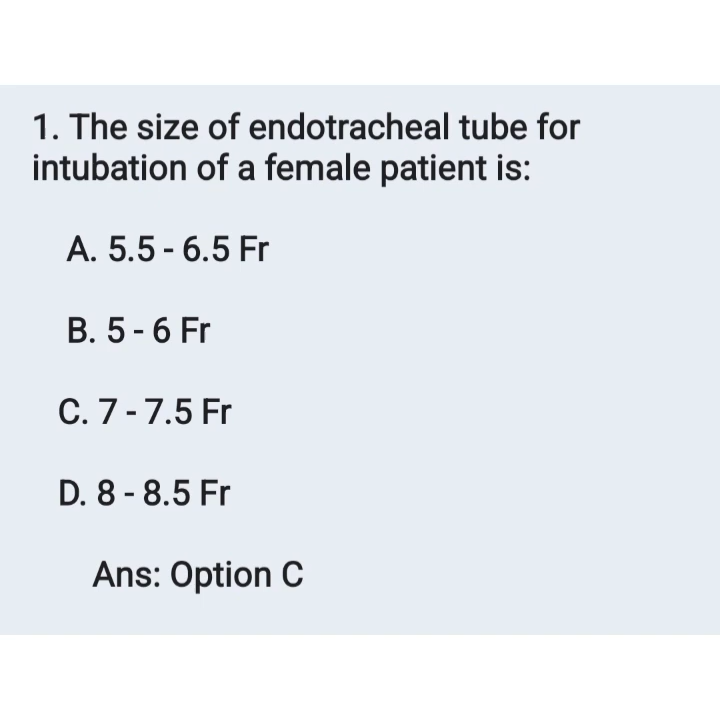 1. The size of endotracheal tube for
intubation of a female patient is:
A. 5.5 - 6.5 Fr
B. 5 - 6 Fr
C. 7 - 7.5 Fr
D. 8 - 8.5 Fr
Ans: Option C